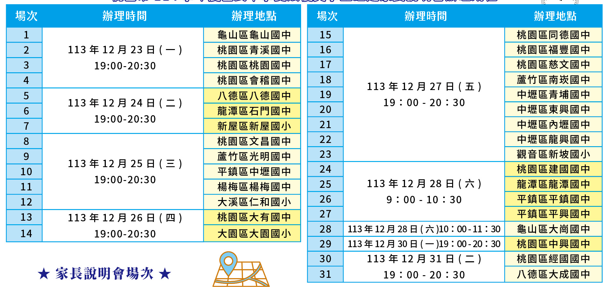 場次 辦理時間 辦理地點
1 113 年 12 月 23 日 ( 一 ) 19:00-20:30 龜山區龜山國中
2 桃園區青溪國中
3 桃園區桃園國中
4 桃園區會稽國中
5 113 年 12 月 24 日 ( 二 ) 19:00-20:30 八德區八德國中
6 龍潭區石門國中
7 新屋區新屋國小
8 113 年 12 月 25 日 ( 三 ) 19:00-20:30 桃園區文昌國中
9 蘆竹區光明國中
10 平鎮區中壢國中
11 楊梅區楊梅國中
12 大溪區仁和國小
13 113 年 12 月 26 日 ( 四 ) 19:00-20:30 桃園區大有國中
14 大園區大園國小
★ 家長說明會場次 ★
場次 辦理時間 辦理地點
15 113 年 12 月 27 日 ( 五 ) 19：00 - 20：30 桃園區同德國中
16 桃園區福豐國中
17 桃園區慈文國中
18 蘆竹區南崁國中
19 中壢區青埔國中
20 中壢區東興國中
21 中壢區內壢國中
22 中壢區龍興國中
23 觀音區新坡國小
24 113 年 12 月 28 日 ( 六 ) 9：00 - 10：30 桃園區建國國中
25 龍潭區龍潭國中
26 平鎮區平鎮國中
27 平鎮區平興國中
28 113 年 12 月 28 日 ( 六 )10：00 - 11：30 龜山區大崗國中
29 113 年 12 月 30 日 ( 一 )19：00 - 20：30 桃園區中興國中
30 113 年 12 月 31 日 ( 二 ) 19：00 - 20：30 桃園區經國國中
31 八德區大成國中